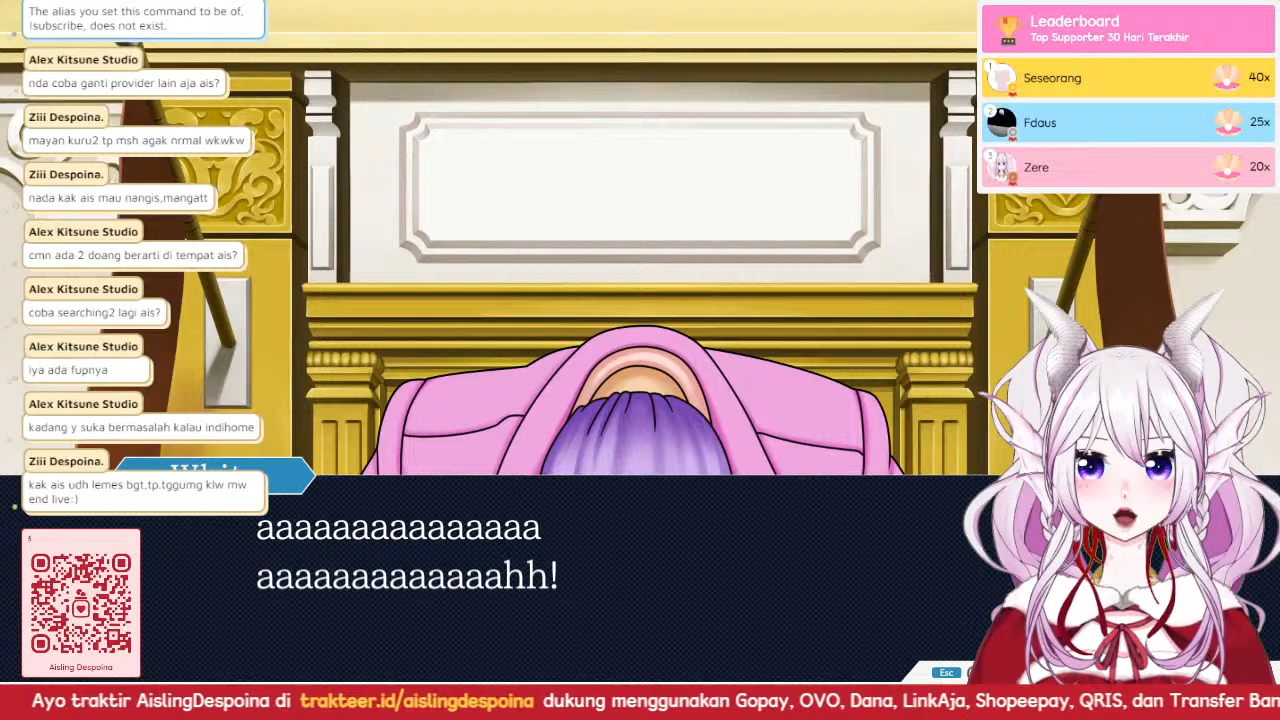 The alias you set this command to be of,
!subscribe, does not exist.
Alex Kitsune Studio
nda coba ganti provider lain aja ais?
Ziii Despoina.
mayan kuru2 tp msh agak nrmal wkwkw
Ziii Despoina.
nada kak ais mau nangis,mangatt
Alex Kitsune Studio
cmn ada 2 doang berarti di tempat ais?
Alex Kitsune Studio
coba searching2 lagi ais?
Alex Kitsune Studio
iya ada fupnya
Alex Kitsune Studio
kadang y suka bermasalah kalau indihome
Ziii Despoina.
kak ais udh lemes bgt,tp.tggumg klw mw
end live:)
aaaaaaaaaaaaaaa
aaaaaaaaaaaaahh!
Leaderboard
Top Supporter 30 Hari Terakhir
1 Seseorang 40x
2 Fdaus 25x
3 Zere 20x
Aisling Despoina
Esc
Ayo traktir AislingDespoina di trakteer.id/aislingdespoina dukung menggunakan Gopay, OVO, Dana, LinkAja, Shopeepay, QRIS, dan Transfer Ban